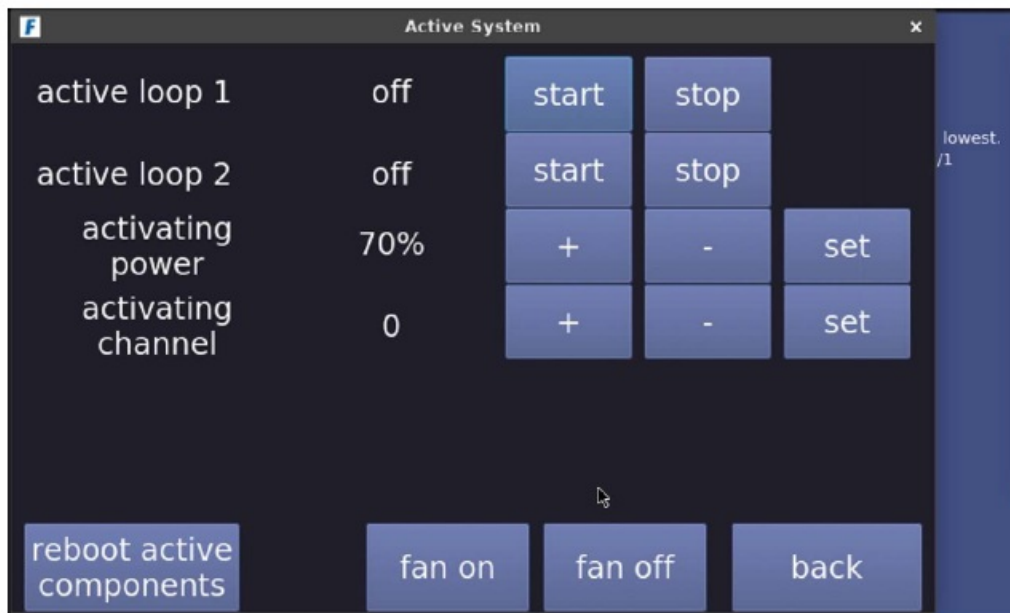 F Active System ×
active loop 1 off start stop
lowest.
/1
active loop 2 off start stop
activating
power 70% + - set
activating
channel 0 + - set
reboot active
components fan on fan off back